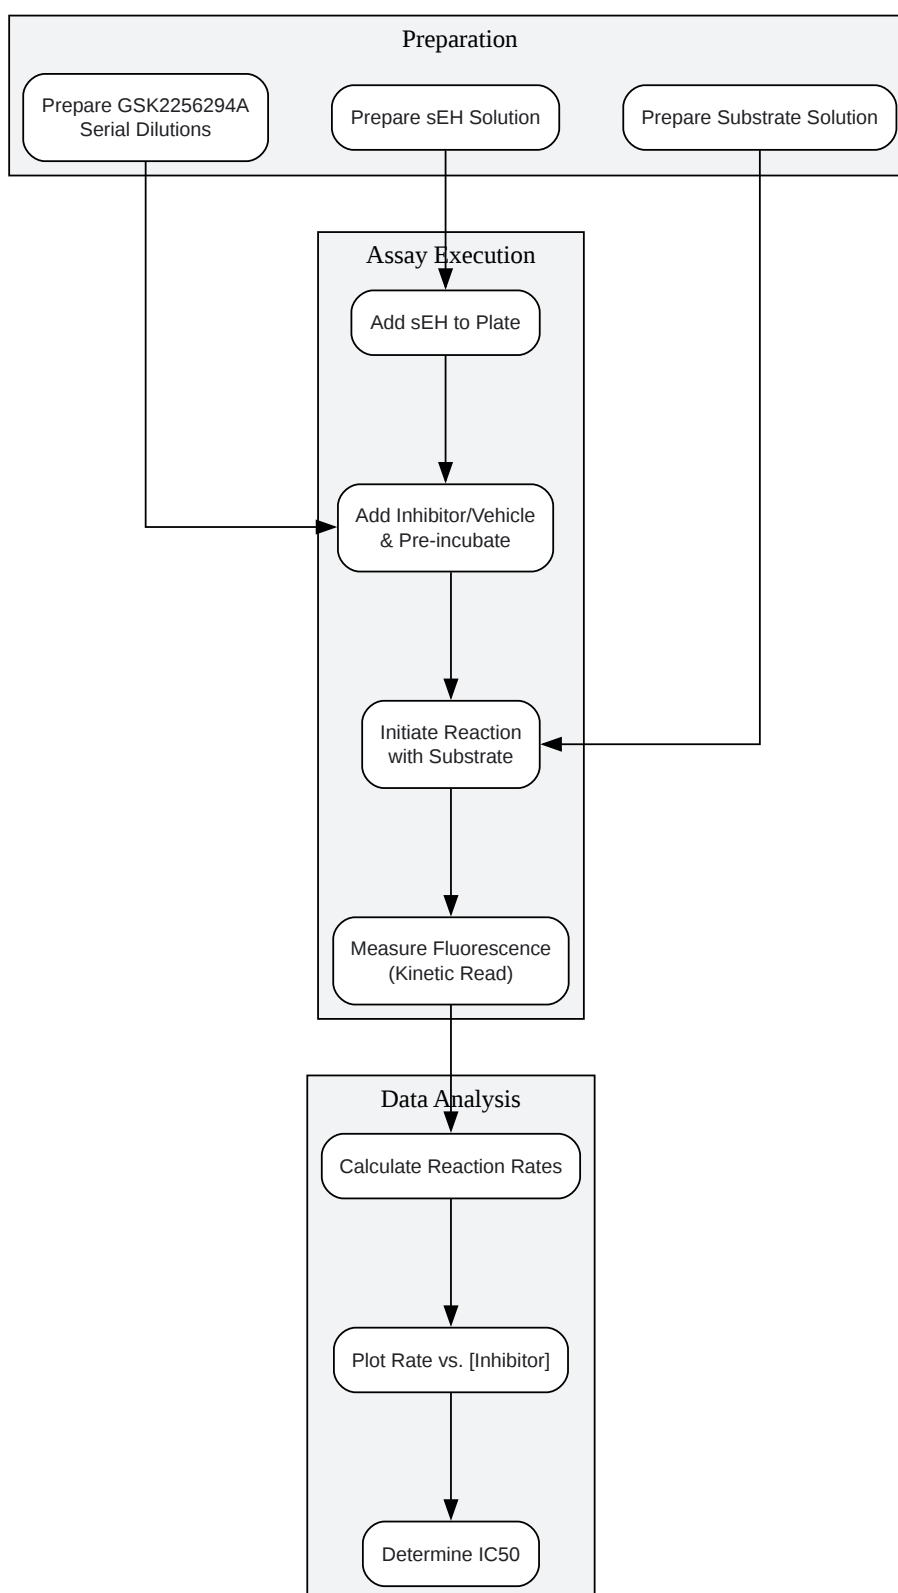 Preparation
Prepare GSK2256294A
Serial Dilutions
Prepare sEH Solution
Prepare Substrate Solution
Assay Execution
Add sEH to Plate
Add Inhibitor/Vehicle
& Pre-incubate
Initiate Reaction
with Substrate
Measure Fluorescence
(Kinetic Read)
Data Analysis
Calculate Reaction Rates
Plot Rate vs. [Inhibitor]
Determine IC50